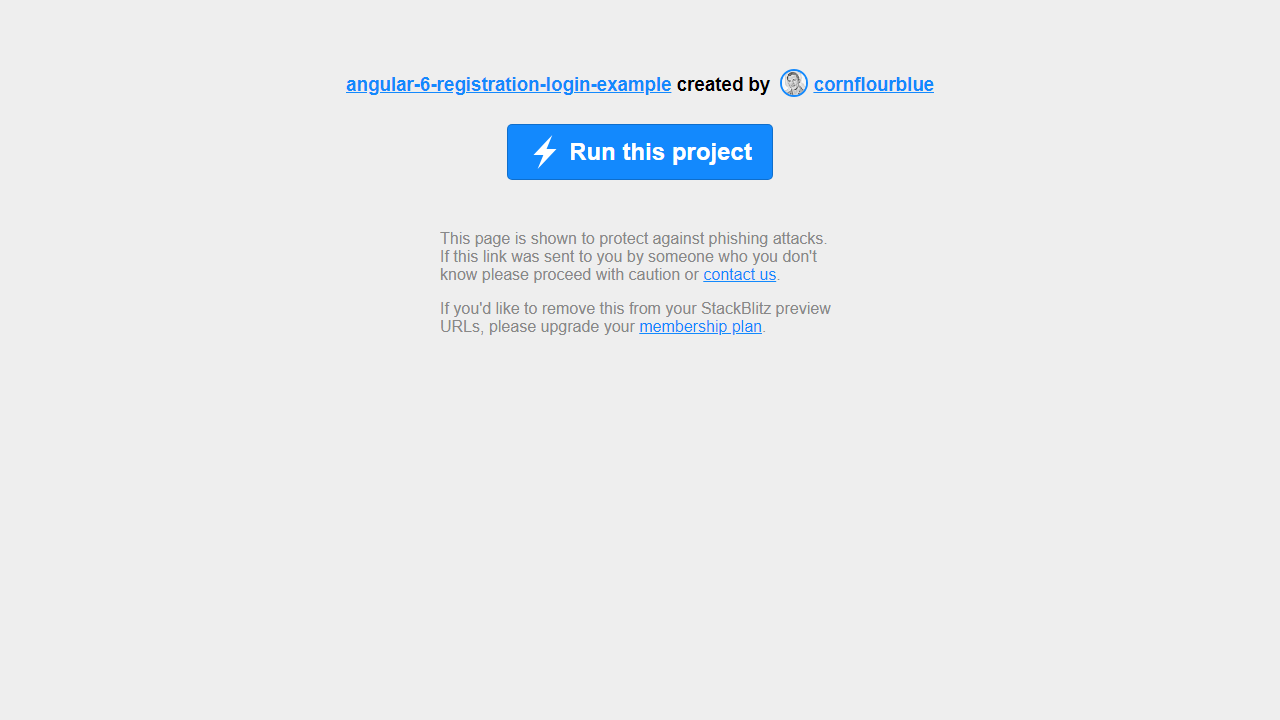 angular-6-registration-login-example created by cornflourblue
Run this project
This page is shown to protect against phishing attacks.
If this link was sent to you by someone who you don't
know please proceed with caution or contact us.
If you'd like to remove this from your StackBlitz preview
URLs, please upgrade your membership plan.